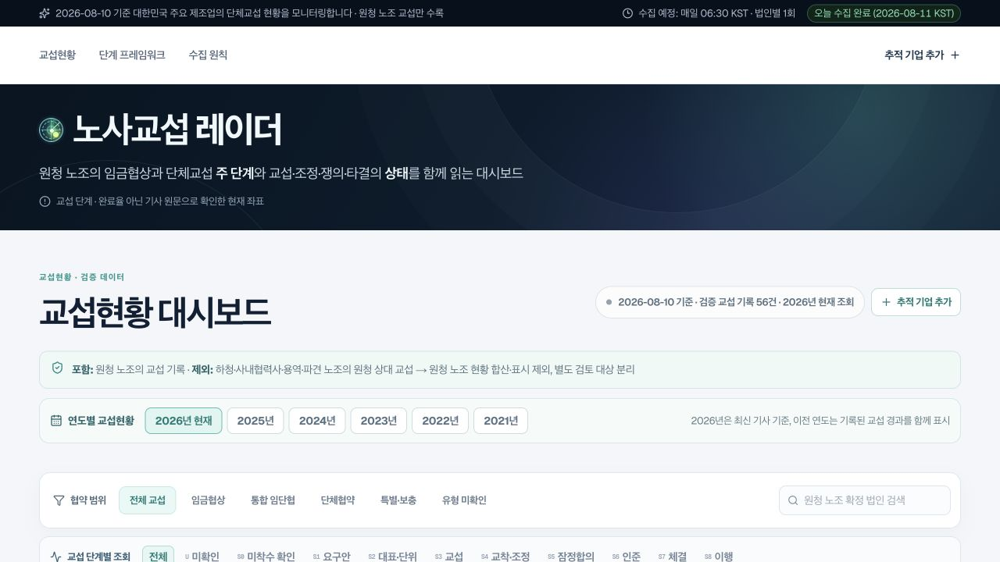 2026-08-10 기준 대한민국 주요 제조업의 단체교섭 현황을 모니터링합니다 · 원청 노조 교섭만 수록
수집 예정: 매일 06:30 KST · 법인별 1회
오늘 수집 완료 (2026-08-11 KST)
교섭현황
단계 프레임워크
수집 원칙
추적 기업 추가 +
노사교섭 레이더
원청 노조의 임금협상과 단체교섭 주 단계와 교섭·조정·쟁의·타결의 상태를 함께 읽는 대시보드
교섭 단계 · 완료율 아닌 기사 원문으로 확인한 현재 좌표
교섭현황 · 검증 데이터
교섭현황 대시보드
2026-08-10 기준 · 검증 교섭 기록 56건 · 2026년 현재 조회
+ 추적 기업 추가
포함: 원청 노조의 교섭 기록 · 제외: 하청·사내협력사·용역·파견 노조의 원청 상대 교섭 → 원청 노조 현황 합산·표시 제외, 별도 검토 대상 분리
연도별 교섭현황
2026년 현재
2025년
2024년
2023년
2022년
2021년
2026년은 최신 기사 기준, 이전 연도는 기록된 교섭 경과를 함께 표시
협약 범위
전체 교섭
임금협상
통합 임단협
단체협약
특별·보충
유형 미확인
원청 노조 확정 법인 검색
교섭 단계별 조회
전체
U 미확인
S0 미착수 확인
S1 요구안
S2 대표·단위
S3 교섭
S4 교착·조정
S5 잠정합의
S6 인준
S7 체결
S8 이행